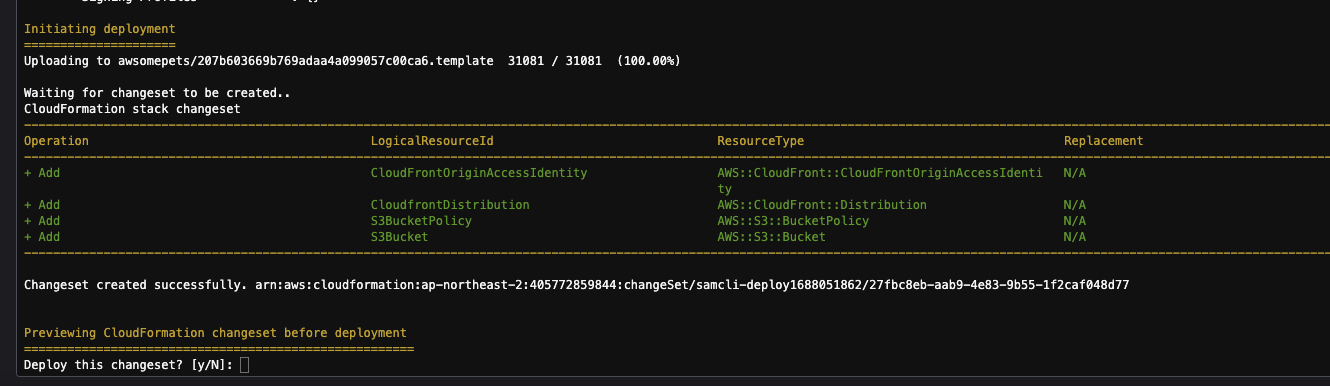 Initiating deployment
=====================
Uploading to awsomepets/207b603669b769adaa4a099057c00ca6.template  31081 / 31081  (100.00%)
Waiting for changeset to be created..
CloudFormation stack changeset
Operation LogicalResourceId ResourceType Replacement
+ Add CloudFrontOriginAccessIdentity AWS::CloudFront::CloudFrontOriginAccessIdenti N/A
ty
+ Add CloudfrontDistribution AWS::CloudFront::Distribution N/A
+ Add S3BucketPolicy AWS::S3::BucketPolicy N/A
+ Add S3Bucket AWS::S3::Bucket N/A
Changeset created successfully. arn:aws:cloudformation:ap-northeast-2:405772859844:changeSet/samcli-deploy1688051862/27fbc8eb-aab9-4e83-9b55-1f2caf048d77
Previewing CloudFormation changeset before deployment
======================================================
Deploy this changeset? [y/N]: